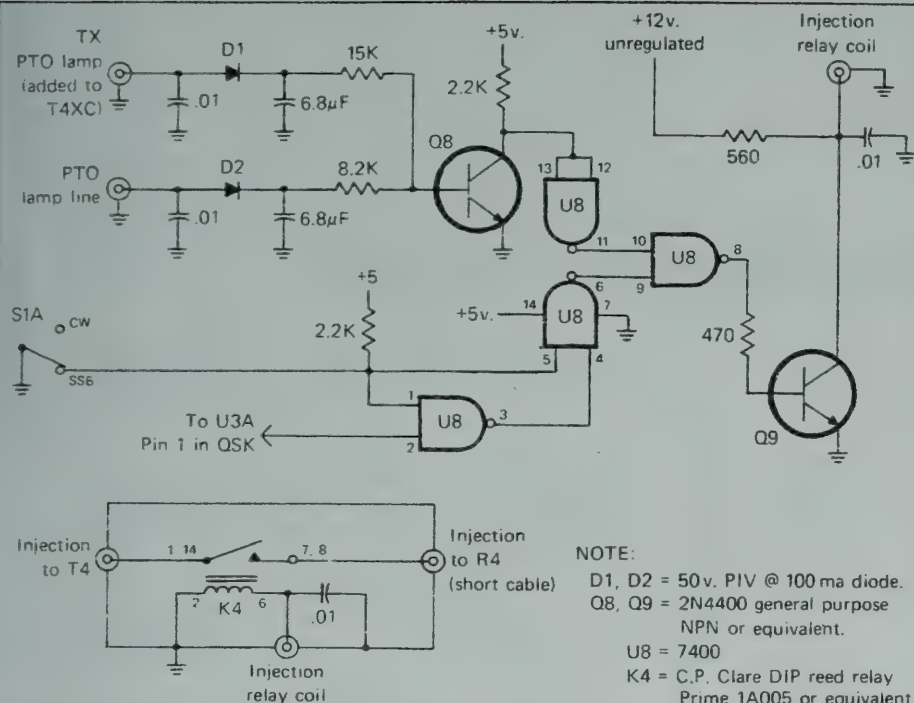 TX
PTO lamp
(added to
T4XC)
D1
.01
6.8µF
15K
+5v.
2.2K
Q8
PTO
lamp line
D2
.01
6.8µF
8.2K
13
12
U8
11
+12v.
unregulated
Injection
relay coil
560
.01
10
9
U8
8
6
+5v.
14
U8
7
5
4
470
Q9
S1A
CW
SSB
+5
2.2K
1
2
U8
3
To U3A
Pin 1 in QSK
Injection
to T4
1, 14
7, 8
Injection
to R4
(short cable)
2
K4
6
.01
Injection
relay coil
NOTE:
D1, D2 = 50v. PIV @ 100 ma diode.
Q8, Q9 = 2N4400 general purpose
NPN or equivalent.
U8 = 7400
K4 = C.P. Clare DIP reed relay
Prime 1A005 or equivalent